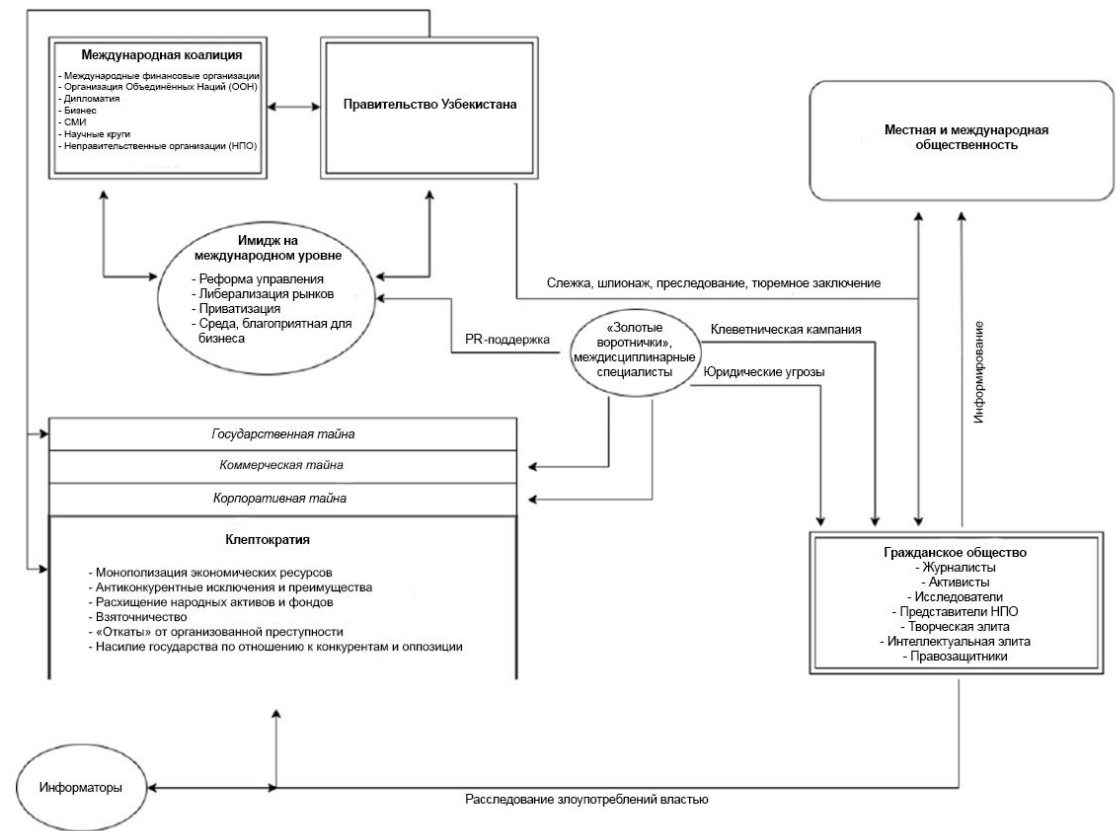 Международная коалиция
- Международные финансовые организации
- Организация Объединённых Наций (ООН)
- Дипломатия
- Бизнес
- СМИ
- Научные круги
- Неправительственные организации (НПО)
Правительство Узбекистана
Местная и международная
общественность
Имидж на
международном уровне
- Реформа управления
- Либерализация рынков
- Приватизация
- Среда, благоприятная для
бизнеса
Слежка, шпионаж, преследование, тюремное заключение
PR-поддержка
«Золотые
воротнички»,
междисциплинарные
специалисты
Клеветническая кампания
Юридические угрозы
Информирование
Государственная тайна
Коммерческая тайна
Корпоративная тайна
Клептократия
- Монополизация экономических ресурсов
- Антиконкурентные исключения и преимущества
- Расхищение народных активов и фондов
- Взяточничество
- «Откаты» от организованной преступности
- Насилие государства по отношению к конкурентам и оппозиции
Гражданское общество
- Журналисты
- Активисты
- Исследователи
- Представители НПО
- Творческая элита
- Интеллектуальная элита
- Правозащитники
Информаторы
Расследование злоупотреблений властью